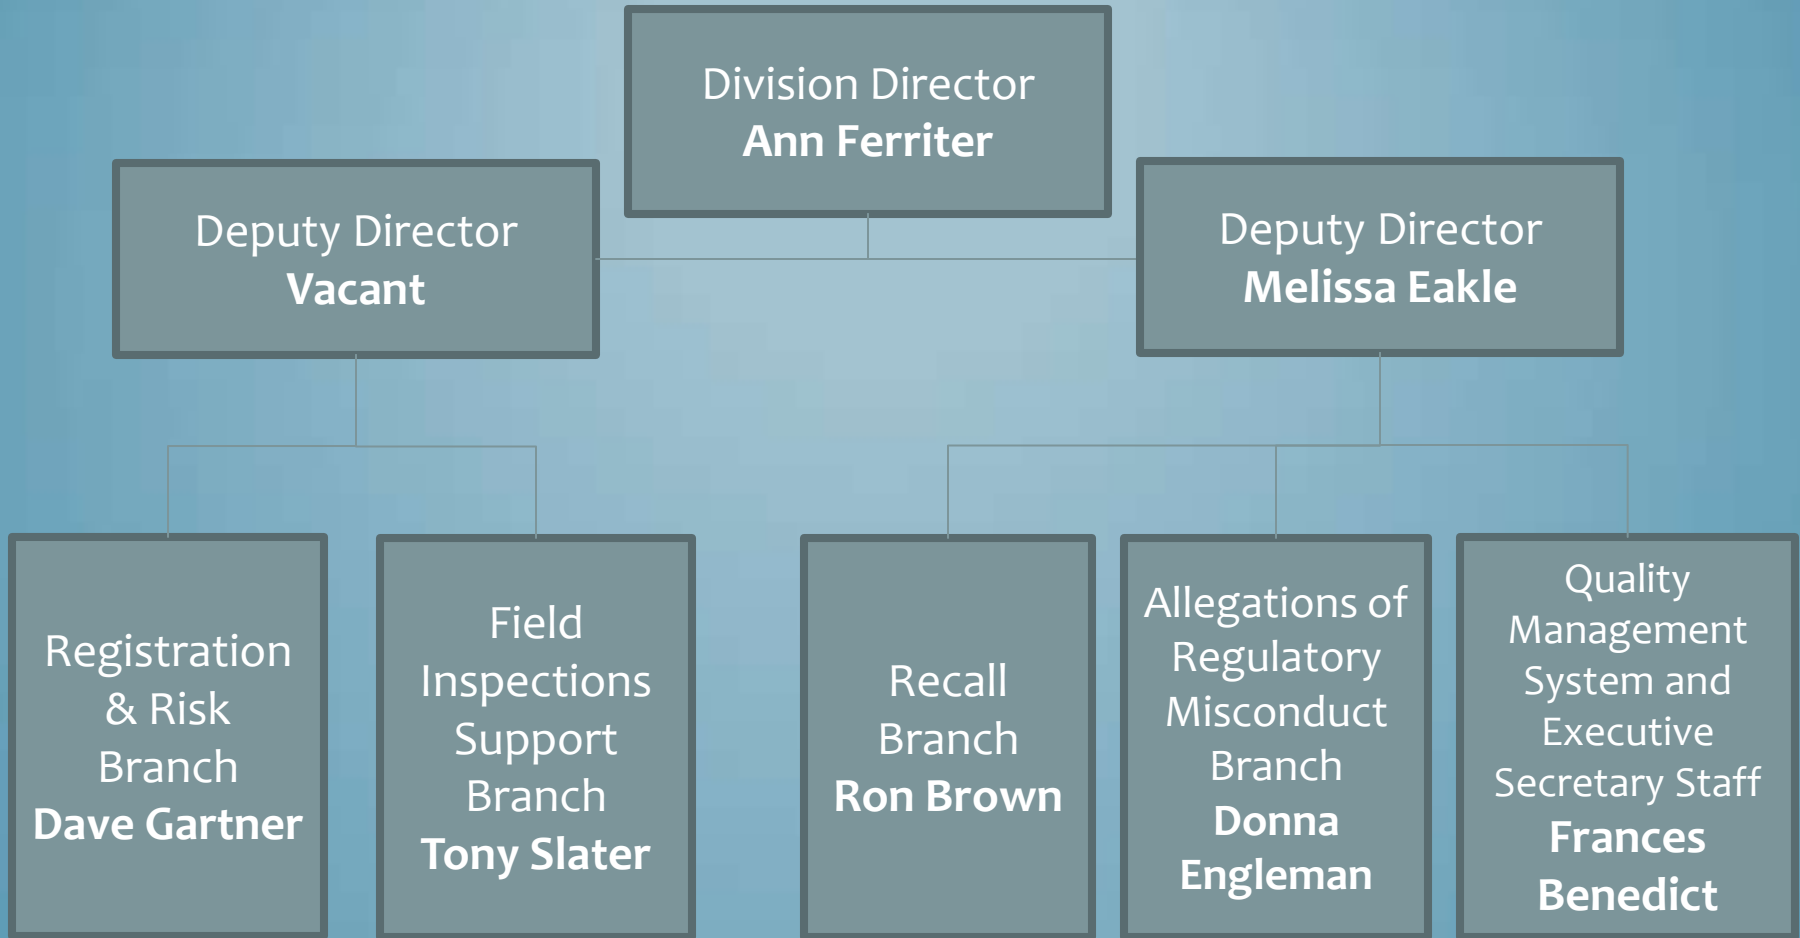 Division Director
Ann Ferriter
Deputy Director
Vacant
Deputy Director
Melissa Eakle
Registration
& Risk
Branch
Dave Gartner
Field
Inspections
Support
Branch
Tony Slater
Recall
Branch
Ron Brown
Allegations of
Regulatory
Misconduct
Branch
Donna
Engleman
Quality
Management
System and
Executive
Secretary Staff
Frances
Benedict